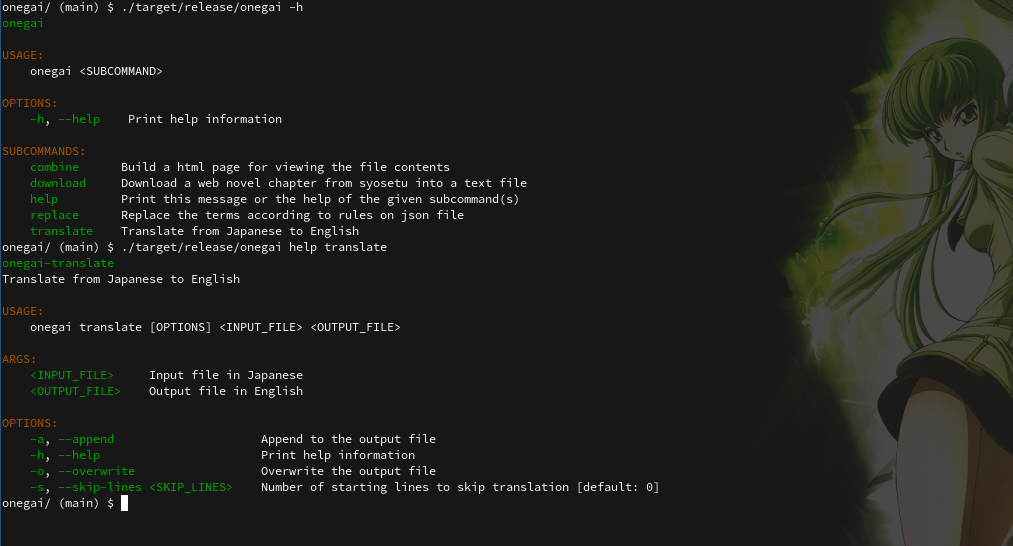 onegai/ (main) $ ./target/release/onegai -h
onegai
USAGE:
    onegai <SUBCOMMAND>
OPTIONS:
    -h, --help    Print help information
SUBCOMMANDS:
    combine      Build a html page for viewing the file contents
    download     Download a web novel chapter from syosetu into a text file
    help         Print this message or the help of the given subcommand(s)
    replace      Replace the terms according to rules on json file
    translate    Translate from Japanese to English
onegai/ (main) $ ./target/release/onegai help translate
onegai-translate
Translate from Japanese to English
USAGE:
    onegai translate [OPTIONS] <INPUT_FILE> <OUTPUT_FILE>
ARGS:
    <INPUT_FILE>     Input file in Japanese
    <OUTPUT_FILE>    Output file in English
OPTIONS:
    -a, --append                     Append to the output file
    -h, --help                       Print help information
    -o, --overwrite                  Overwrite the output file
    -s, --skip-lines <SKIP_LINES>    Number of starting lines to skip translation [default: 0]
onegai/ (main) $